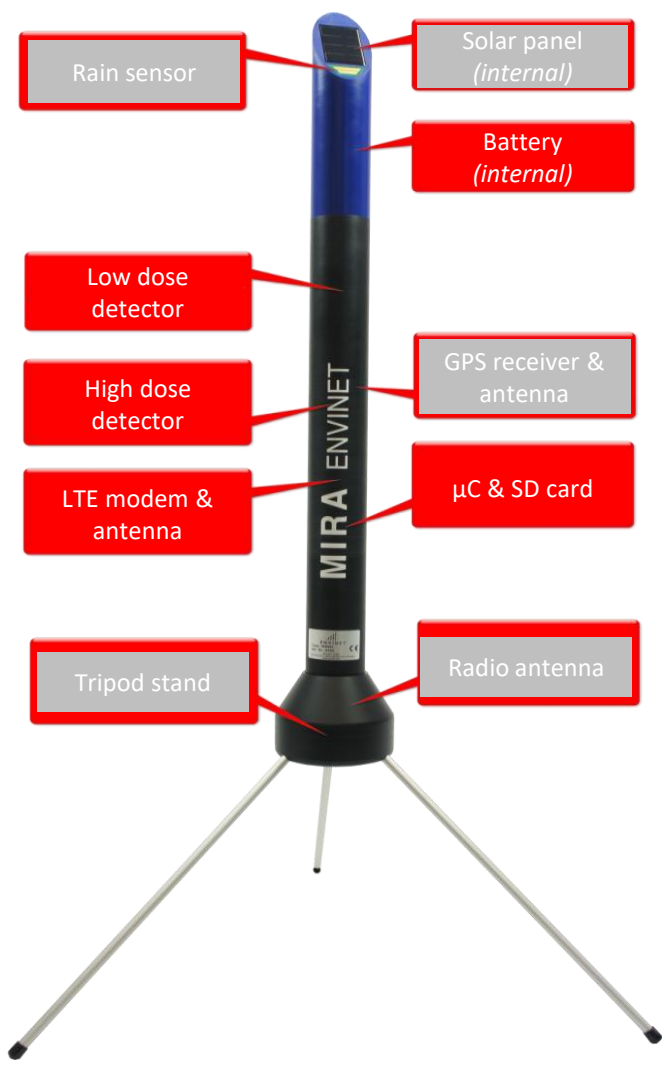 Rain sensor
Solar panel
(internal)
Battery
(internal)
Low dose
detector
GPS receiver &
antenna
High dose
detector
LTE modem &
antenna
µC & SD card
MIRA ENVINET
ENVINET
Tripod stand
Radio antenna